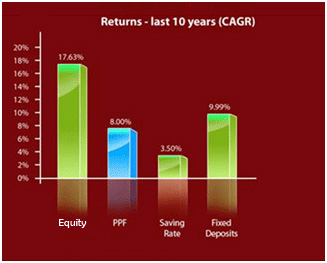 Returns - last 10 years (CAGR)
20%
18%
16%
14%
12%
10%
8%
6%
4%
2%
0%
17.63%
8.00%
3.50%
9.99%
Equity
PPF
Saving
Rate
Fixed
Deposits